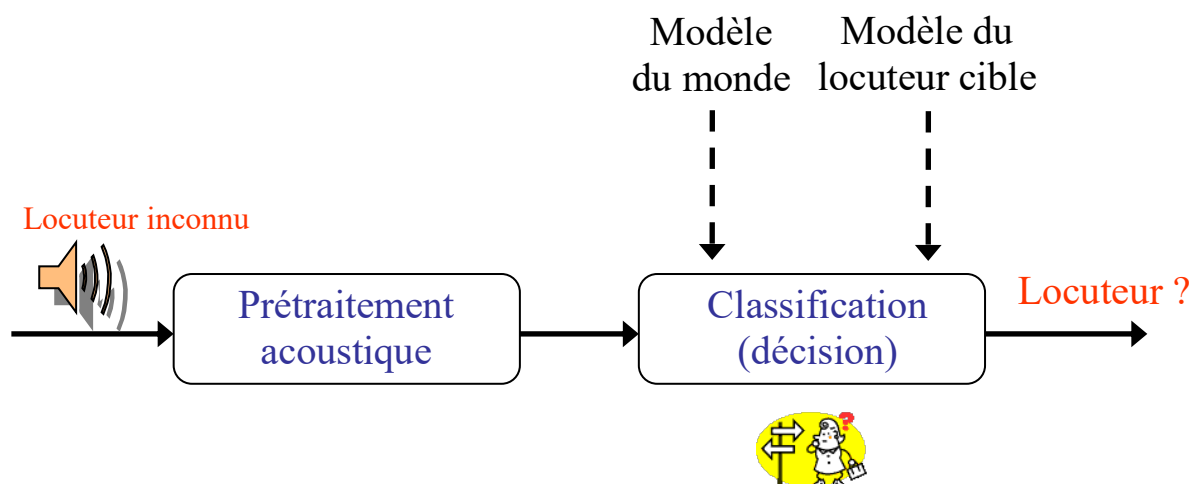 Modèle
du monde
Modèle du
locuteur cible
Locuteur inconnu
Prétraitement
acoustique
Classification
(décision)
Locuteur ?
?